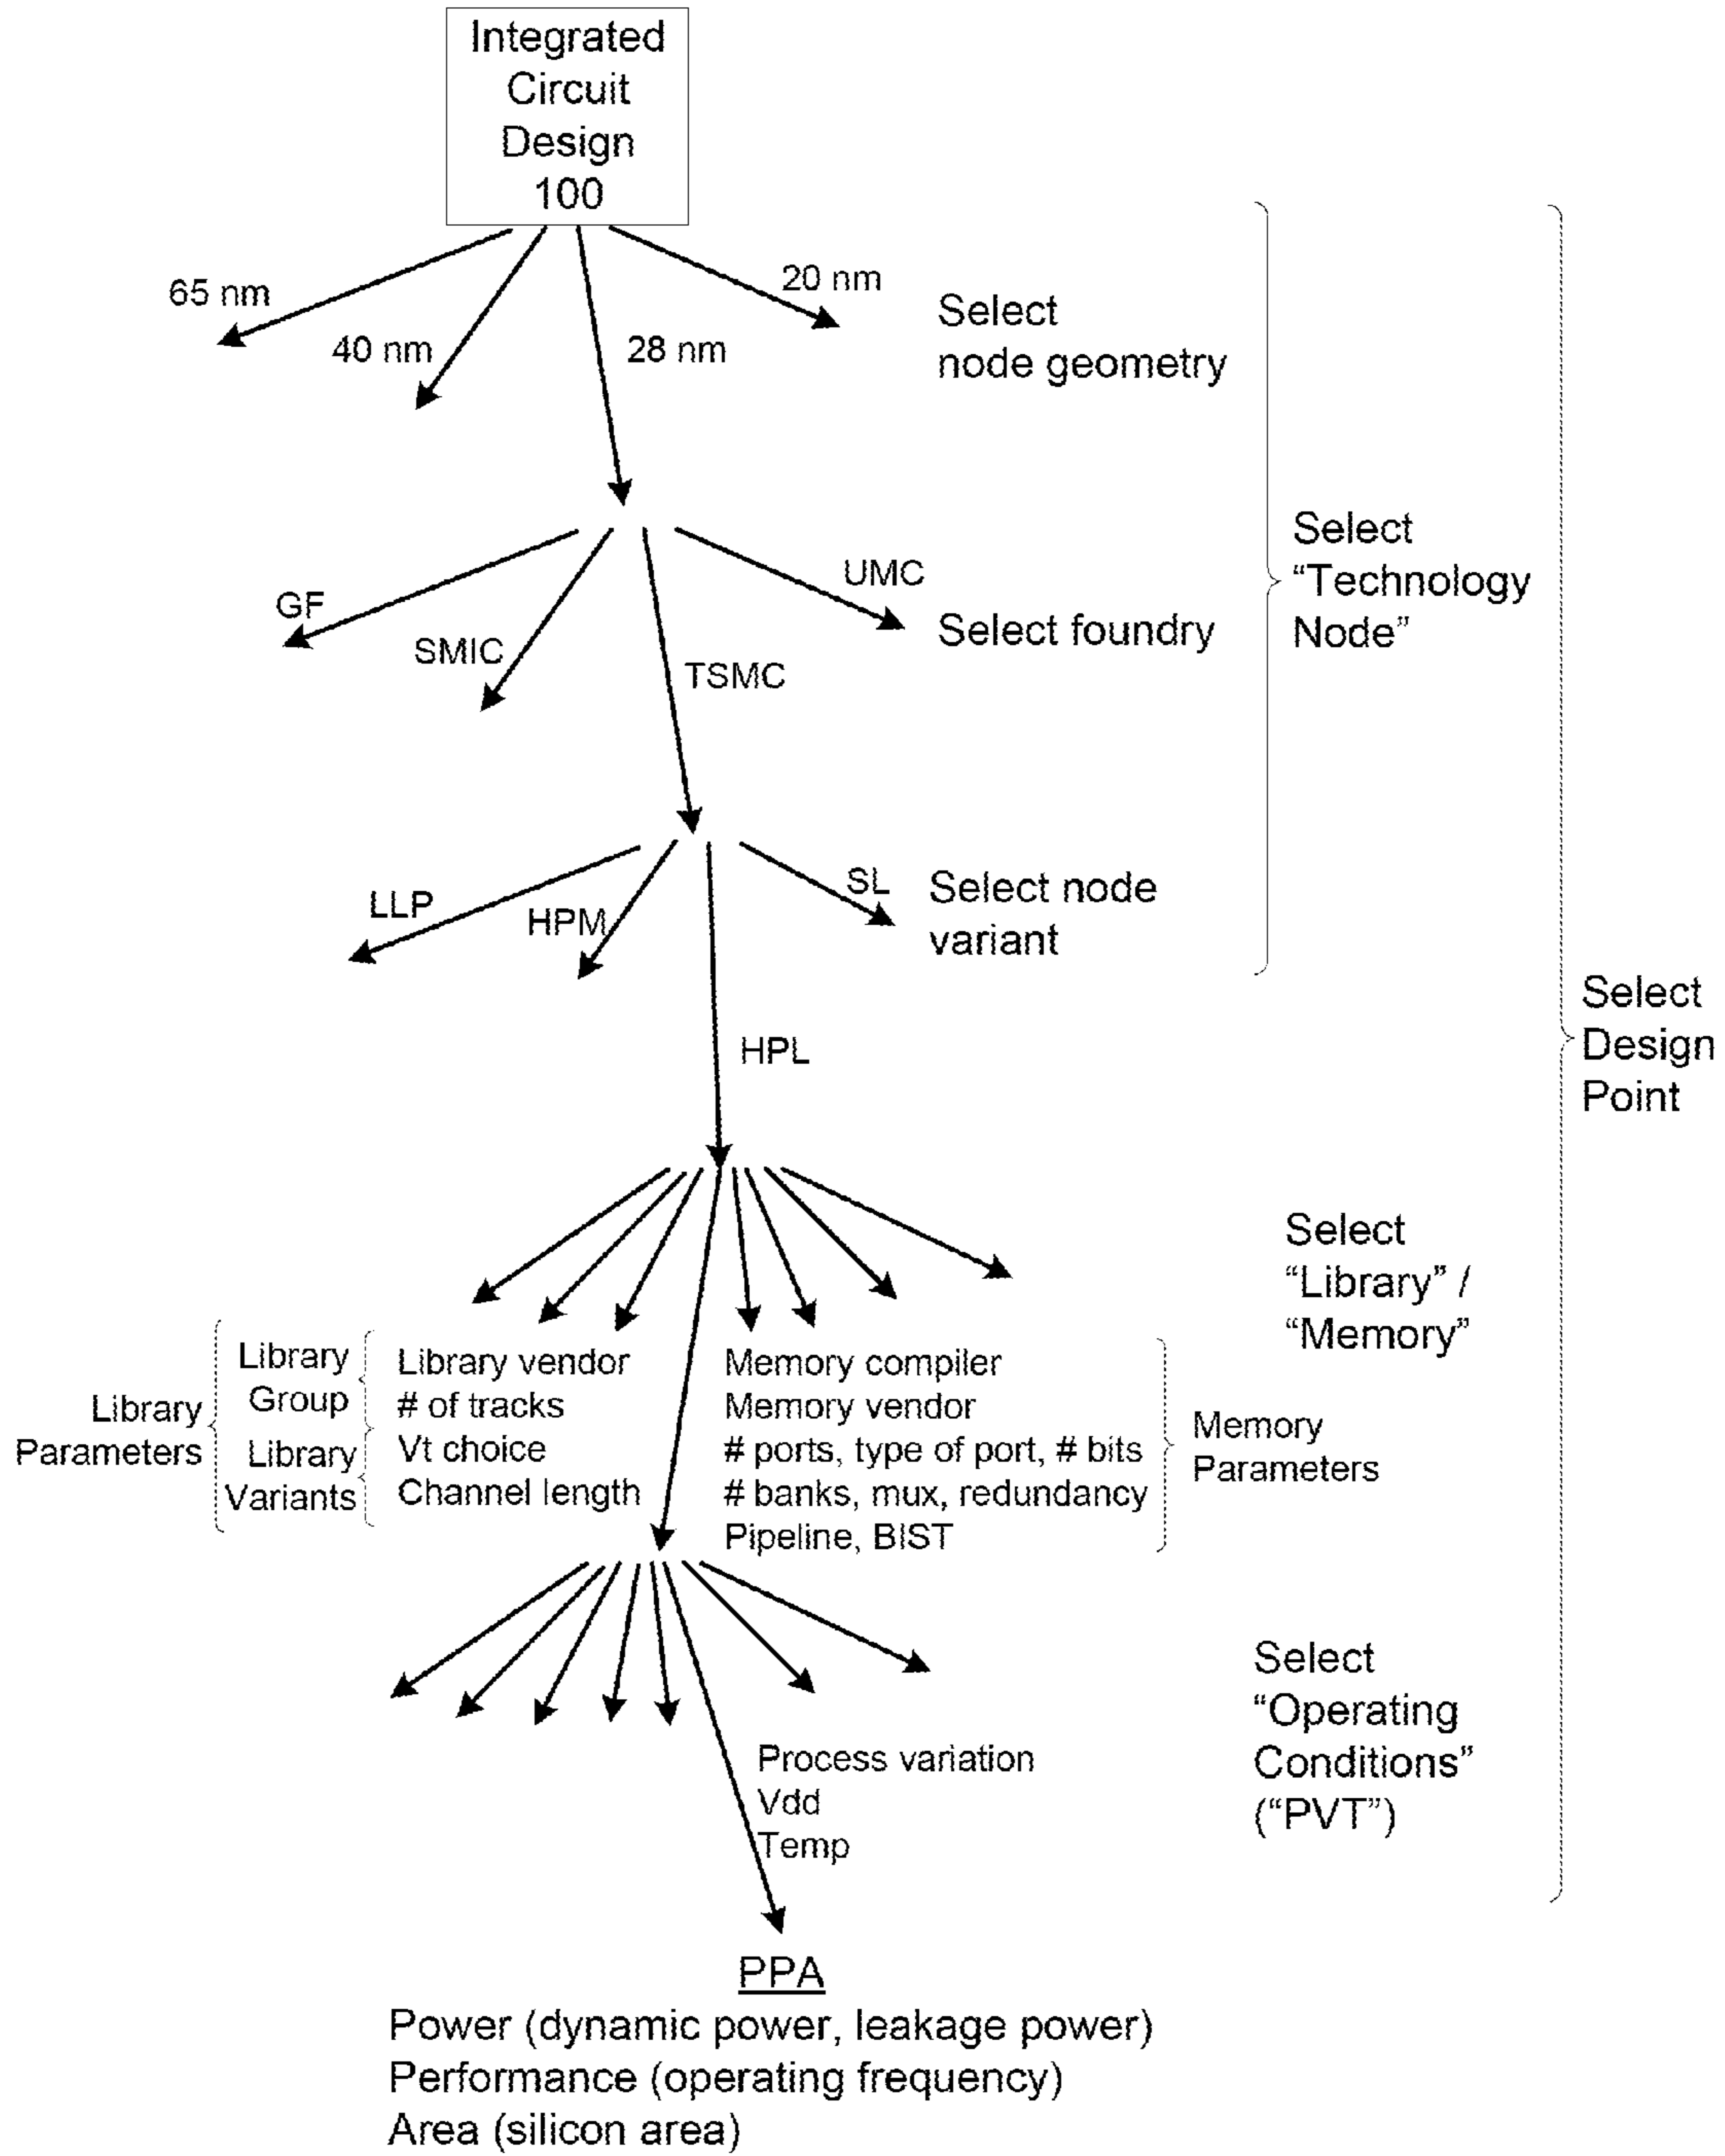 Integrated
Circuit
Design
100
65 nm
40 nm
28 nm
20 nm
Select
node geometry
GF
SMIC
TSMC
UMC
Select foundry
Select
“Technology
Node”
LLP
HPM
SL
Select node
variant
HPL
Select
Design
Point
Select
“Library” /
“Memory”
Library
Parameters
Library
Group
Library
Variants
Library vendor
# of tracks
Vt choice
Channel length
Memory compiler
Memory vendor
# ports, type of port, # bits
# banks, mux, redundancy
Pipeline, BIST
Memory
Parameters
Process variation
Vdd
Temp
Select
“Operating
Conditions”
(“PVT”)
PPA
Power (dynamic power, leakage power)
Performance (operating frequency)
Area (silicon area)